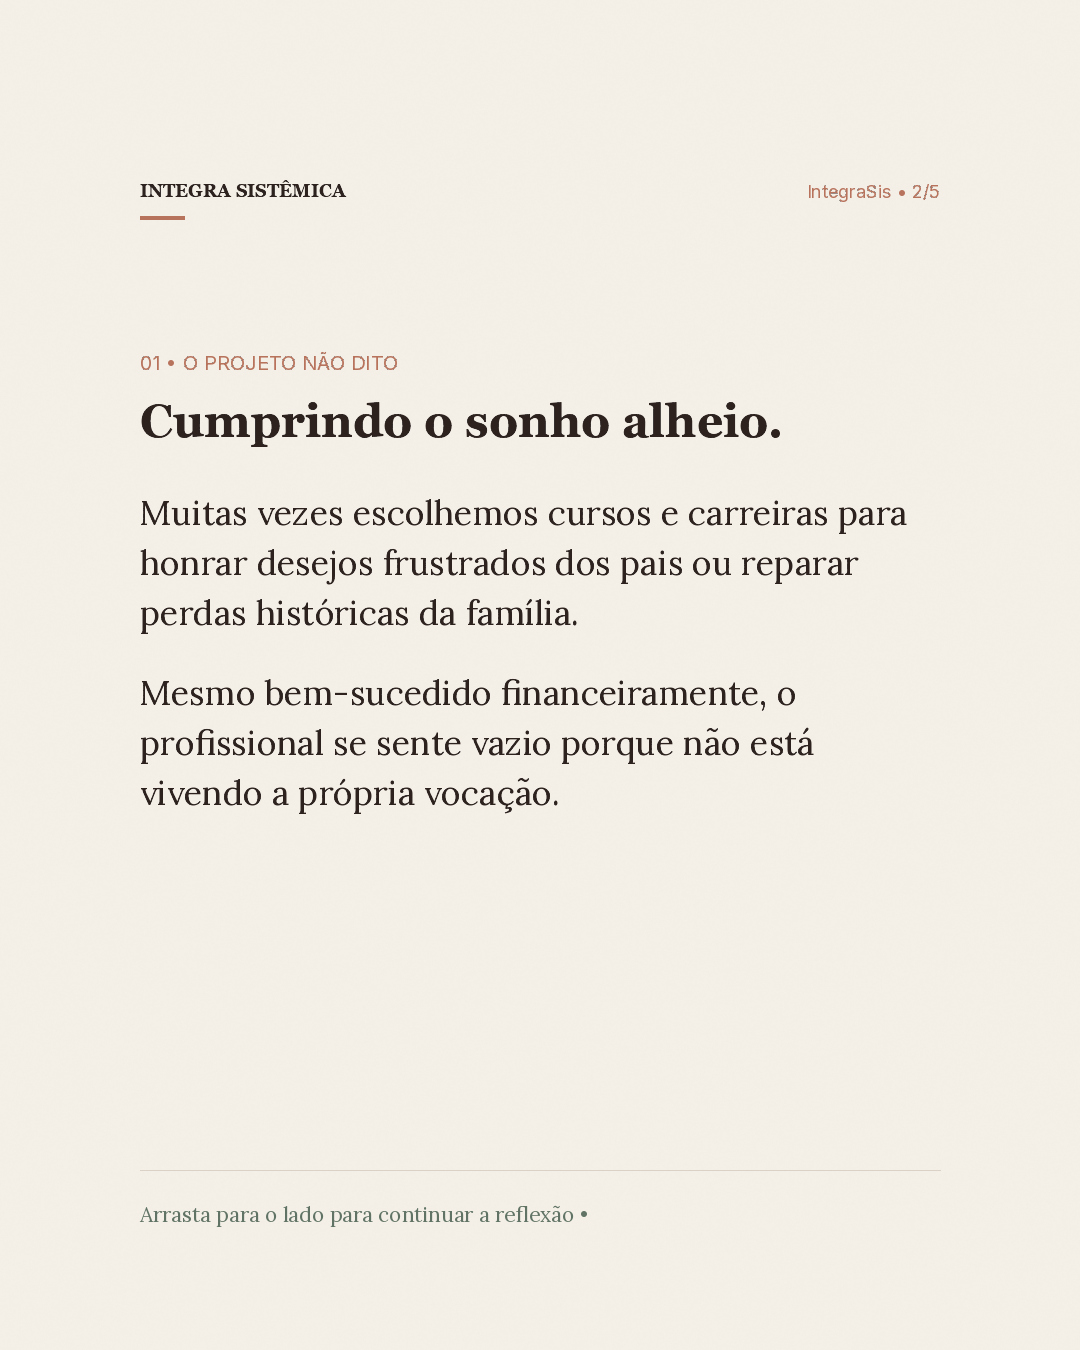 INTEGRA SISTÊMICA
IntegraSis • 2/5
01 • O PROJETO NÃO DITO
Cumprindo o sonho alheio.
Muitas vezes escolhemos cursos e carreiras para
honrar desejos frustrados dos pais ou reparar
perdas históricas da família.
Mesmo bem-sucedido financeiramente, o
profissional se sente vazio porque não está
vivendo a própria vocação.
Arrasta para o lado para continuar a reflexão •